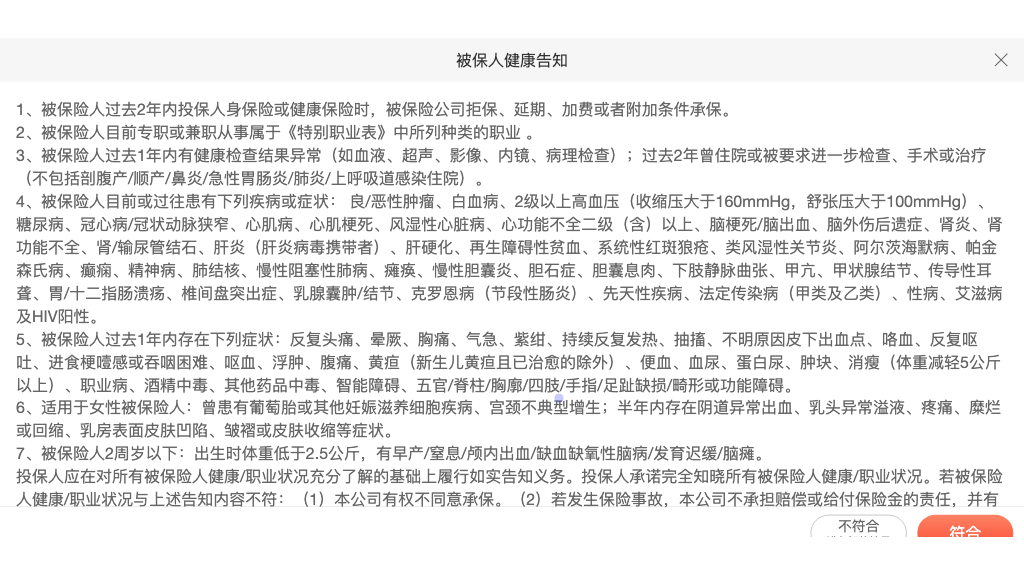 被保人健康告知
1、被保险人过去2年内投保人身保险或健康保险时，被保险公司拒保、延期、加费或者附加条件承保。
2、被保险人目前专职或兼职从事属于《特别职业表》中所列种类的职业 。
3、被保险人过去1年内有健康检查结果异常（如血液、超声、影像、内镜、病理检查）；过去2年曾住院或被要求进一步检查、手术或治疗
（不包括剖腹产/顺产/鼻炎/急性胃肠炎/肺炎/上呼吸道感染住院）。
4、被保险人目前或过往患有下列疾病或症状： 良/恶性肿瘤、白血病、2级以上高血压（收缩压大于160mmHg，舒张压大于100mmHg）、
糖尿病、冠心病/冠状动脉狭窄、心肌病、心肌梗死、风湿性心脏病、心功能不全二级（含）以上、脑梗死/脑出血、脑外伤后遗症、肾炎、肾
功能不全、肾/输尿管结石、肝炎（肝炎病毒携带者）、肝硬化、再生障碍性贫血、系统性红斑狼疮、类风湿性关节炎、阿尔茨海默病、帕金
森氏病、癫痫、精神病、肺结核、慢性阻塞性肺病、瘫痪、慢性胆囊炎、胆石症、胆囊息肉、下肢静脉曲张、甲亢、甲状腺结节、传导性耳
聋、胃/十二指肠溃疡、椎间盘突出症、乳腺囊肿/结节、克罗恩病（节段性肠炎）、先天性疾病、法定传染病（甲类及乙类）、性病、艾滋病
及HIV阳性。
5、被保险人过去1年内存在下列症状：反复头痛、晕厥、胸痛、气急、紫绀、持续反复发热、抽搐、不明原因皮下出血点、咯血、反复呕
吐、进食梗噎感或吞咽困难、呕血、浮肿、腹痛、黄疸（新生儿黄疸且已治愈的除外）、便血、血尿、蛋白尿、肿块、消瘦（体重减轻5公斤
以上）、职业病、酒精中毒、其他药品中毒、智能障碍、五官/脊柱/胸廓/四肢/手指/足趾缺损/畸形或功能障碍。
6、适用于女性被保险人：曾患有葡萄胎或其他妊娠滋养细胞疾病、宫颈不典型增生；半年内存在阴道异常出血、乳头异常溢液、疼痛、糜烂
或回缩、乳房表面皮肤凹陷、皱褶或皮肤收缩等症状。
7、被保险人2周岁以下：出生时体重低于2.5公斤，有早产/窒息/颅内出血/缺血缺氧性脑病/发育迟缓/脑瘫。
投保人应在对所有被保险人健康/职业状况充分了解的基础上履行如实告知义务。投保人承诺完全知晓所有被保险人健康/职业状况。若被保险
人健康/职业状况与上述告知内容不符：（1）本公司有权不同意承保。（2）若发生保险事故，本公司不承担赔偿或给付保险金的责任，并有
不符合
符合